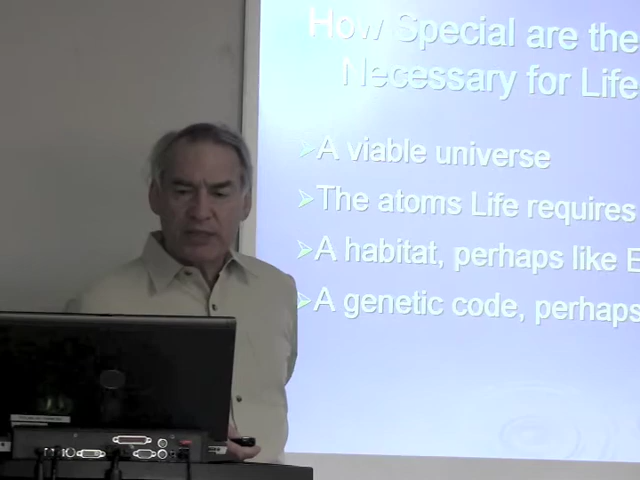 How Special are the
Necessary for Life
A viable universe
The atoms Life requires
A habitat, perhaps like E
A genetic code, perhaps